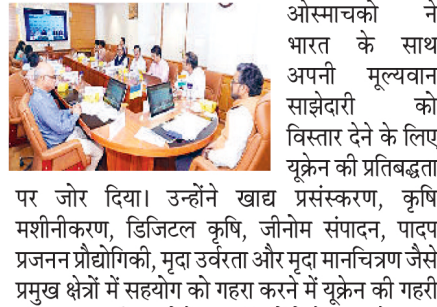 ओस्माचको ने
भारत के साथ
अपनी मूल्यवान
साझेदारी को
विस्तार देने के लिए
यूक्रेन की प्रतिबद्धता
पर जोर दिया। उन्होंने खाद्य प्रसंस्करण, कृषि
मशीनीकरण, डिजिटल कृषि, जीनोम संपादन, पादप
प्रजनन प्रौद्योगिकी, मृदा उर्वरता और मृदा मानचित्रण जैसे
प्रमुख क्षेत्रों में सहयोग को गहरा करने में यूक्रेन की गहरी